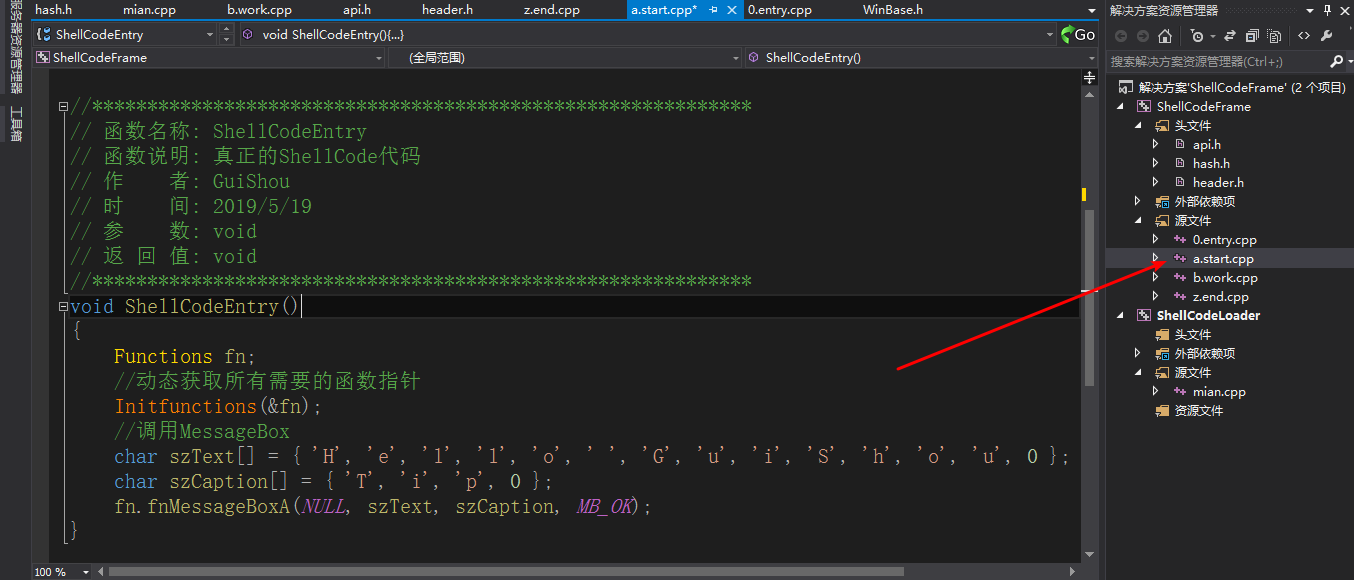 服务器资源管理器
工具箱
hash.h mian.cpp b.work.cpp api.h header.h z.end.cpp a.start.cpp* 0.entry.cpp WinBase.h
ShellCodeEntry void ShellCodeEntry(){...} Go
ShellCodeFrame (全局范围) ShellCodeEntry()
//************************************************************
// 函数名称: ShellCodeEntry
// 函数说明: 真正的ShellCode代码
// 作 者: GuiShou
// 时 间: 2019/5/19
// 参 数: void
// 返 回 值: void
//************************************************************
void ShellCodeEntry()
{
Functions fn;
//动态获取所有需要的函数指针
Initfunctions(&fn);
//调用MessageBox
char szText[] = { 'H', 'e', 'l', 'l', 'o', ' ', 'G', 'u', 'i', 'S', 'h', 'o', 'u', 0 };
char szCaption[] = { 'T', 'i', 'p', 0 };
fn.fnMessageBoxA(NULL, szText, szCaption, MB_OK);
}
100 %
解决方案资源管理器
搜索解决方案资源管理器(Ctrl+;)
解决方案'ShellCodeFrame' (2 个项目)
ShellCodeFrame
头文件
api.h
hash.h
header.h
外部依赖项
源文件
0.entry.cpp
a.start.cpp
b.work.cpp
z.end.cpp
ShellCodeLoader
头文件
外部依赖项
源文件
mian.cpp
资源文件